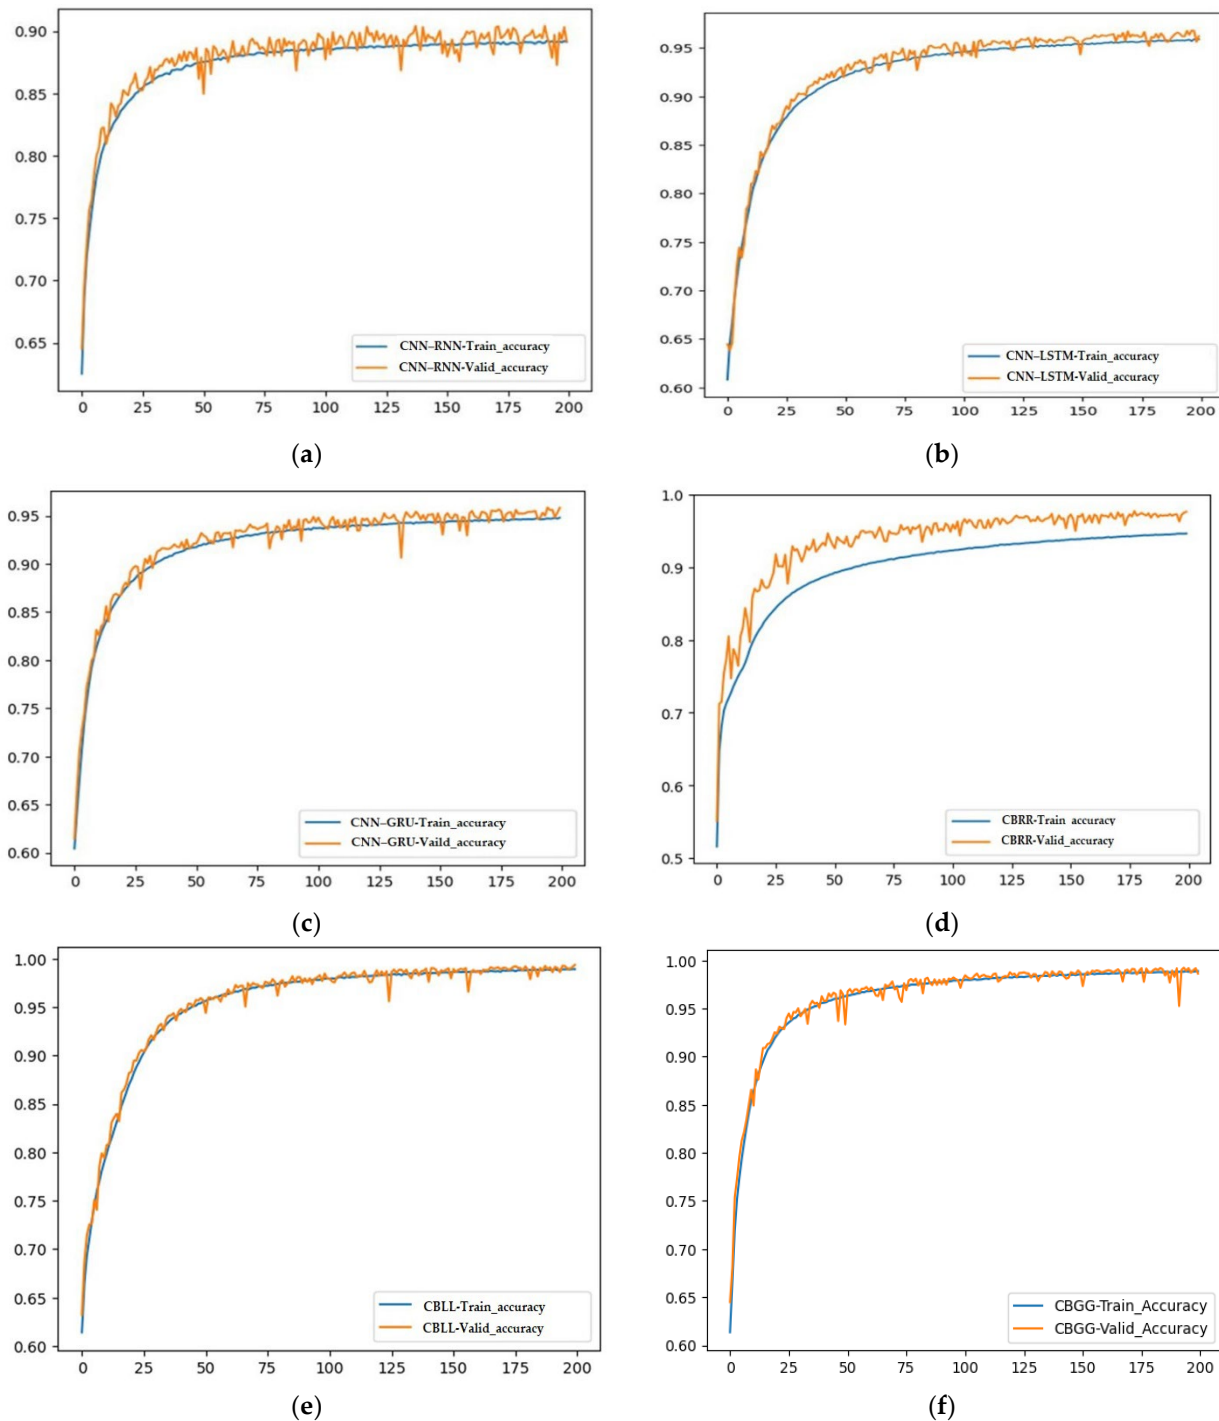 0.90
0.85
0.80
0.75
0.70
0.65
CNN–RNN-Train_accuracy
CNN–RNN-Valid_accuracy
0 25 50 75 100 125 150 175 200
(a)
0.95
0.90
0.85
0.80
0.75
0.70
0.65
0.60
CNN–LSTM-Train_accuracy
CNN–LSTM-Valid_accuracy
0 25 50 75 100 125 150 175 200
(b)
0.95
0.90
0.85
0.80
0.75
0.70
0.65
0.60
CNN–GRU-Train_accuracy
CNN–GRU-Vaild_accuracy
0 25 50 75 100 125 150 175 200
(c)
1.0
0.9
0.8
0.7
0.6
0.5
CBRR-Train accuracy
CBRR-Valid_accuracy
0 25 50 75 100 125 150 175 200
(d)
1.00
0.95
0.90
0.85
0.80
0.75
0.70
0.65
0.60
CBLL-Train_accuracy
CBLL-Valid_accuracy
0 25 50 75 100 125 150 175 200
(e)
1.00
0.95
0.90
0.85
0.80
0.75
0.70
0.65
0.60
CBGG-Train_Accuracy
CBGG-Valid_Accuracy
0 25 50 75 100 125 150 175 200
(f)